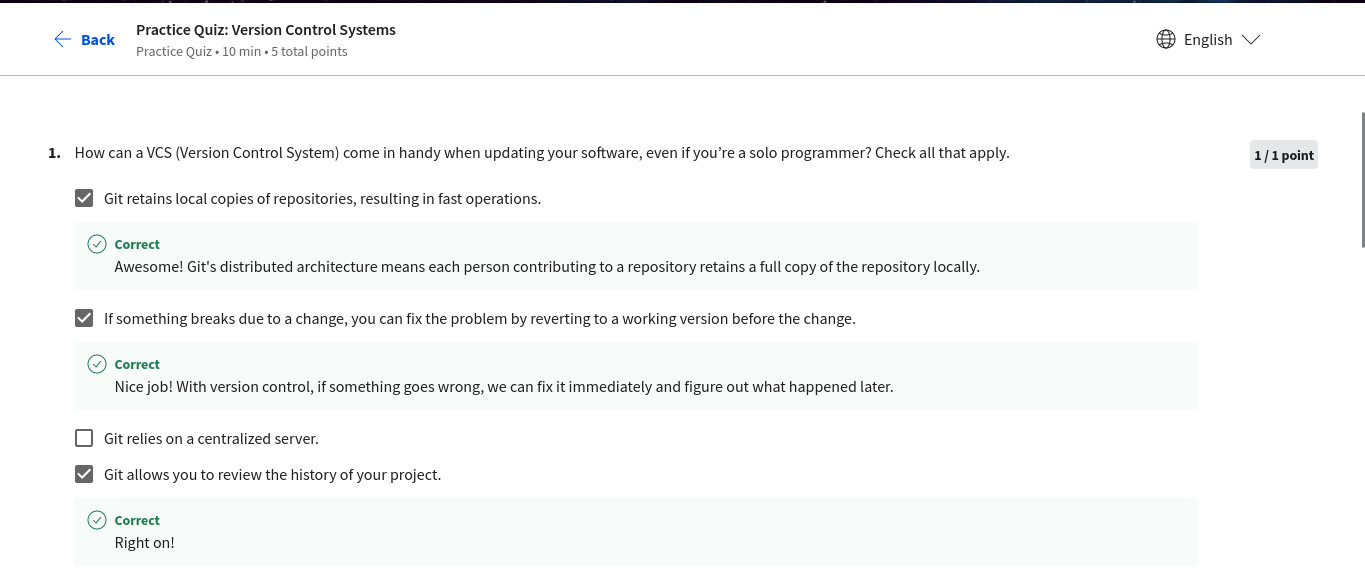 Back
Practice Quiz: Version Control Systems
Practice Quiz • 10 min • 5 total points
English
1. How can a VCS (Version Control System) come in handy when updating your software, even if you’re a solo programmer? Check all that apply.
1 / 1 point
Git retains local copies of repositories, resulting in fast operations.
Correct
Awesome! Git's distributed architecture means each person contributing to a repository retains a full copy of the repository locally.
If something breaks due to a change, you can fix the problem by reverting to a working version before the change.
Correct
Nice job! With version control, if something goes wrong, we can fix it immediately and figure out what happened later.
Git relies on a centralized server.
Git allows you to review the history of your project.
Correct
Right on!